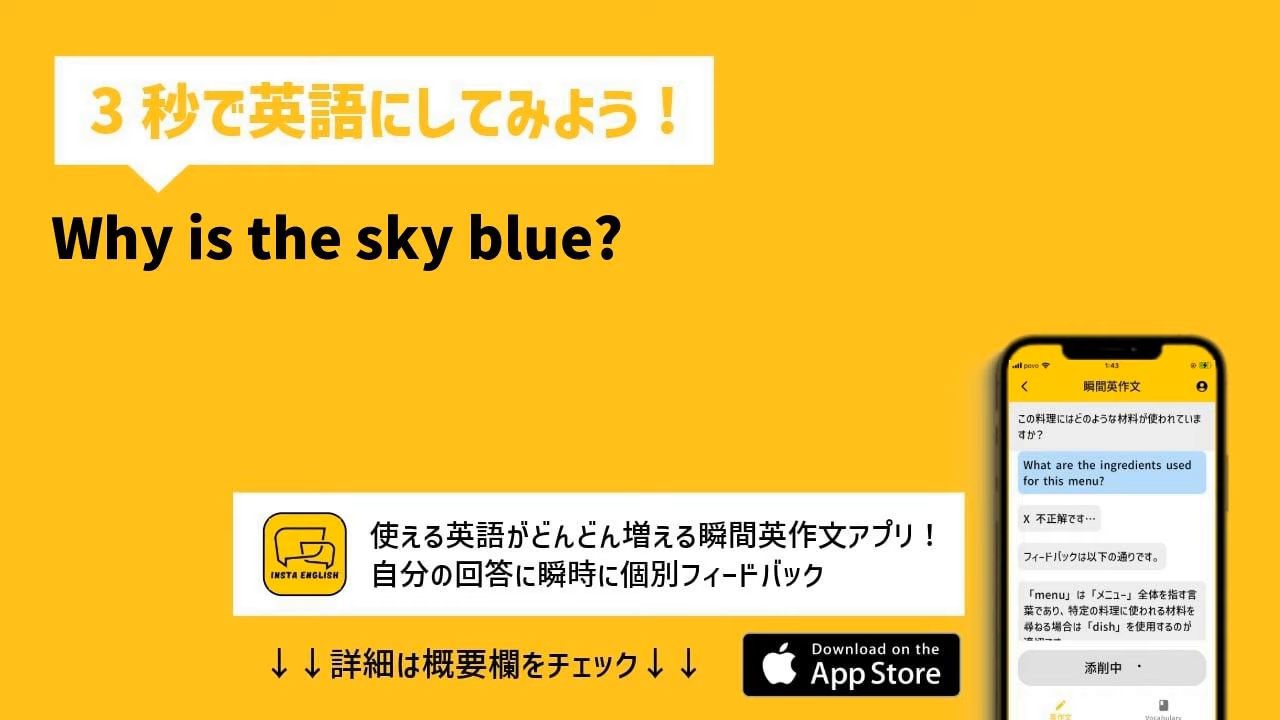 3 秒で英語にしてみよう！
Why is the sky blue?
povo
1:43
瞬間英作文
この料理にはどのような材料が使われていま
すか？
What are the ingredients used
for this menu?
X 不正解です…
フィードバックは以下の通りです。
「menu」は「メニュー」全体を指す言
葉であり、特定の料理に使われる材料を
尋ねる場合は「dish」を使用するのが
添削中
英作文
Vocabulary
INSTA ENGLISH
使える英語がどんどん増える瞬間英作文アプリ！
自分の回答に瞬時に個別フィードバック
↓↓詳細は概要欄をチェック↓↓
Download on the
App Store